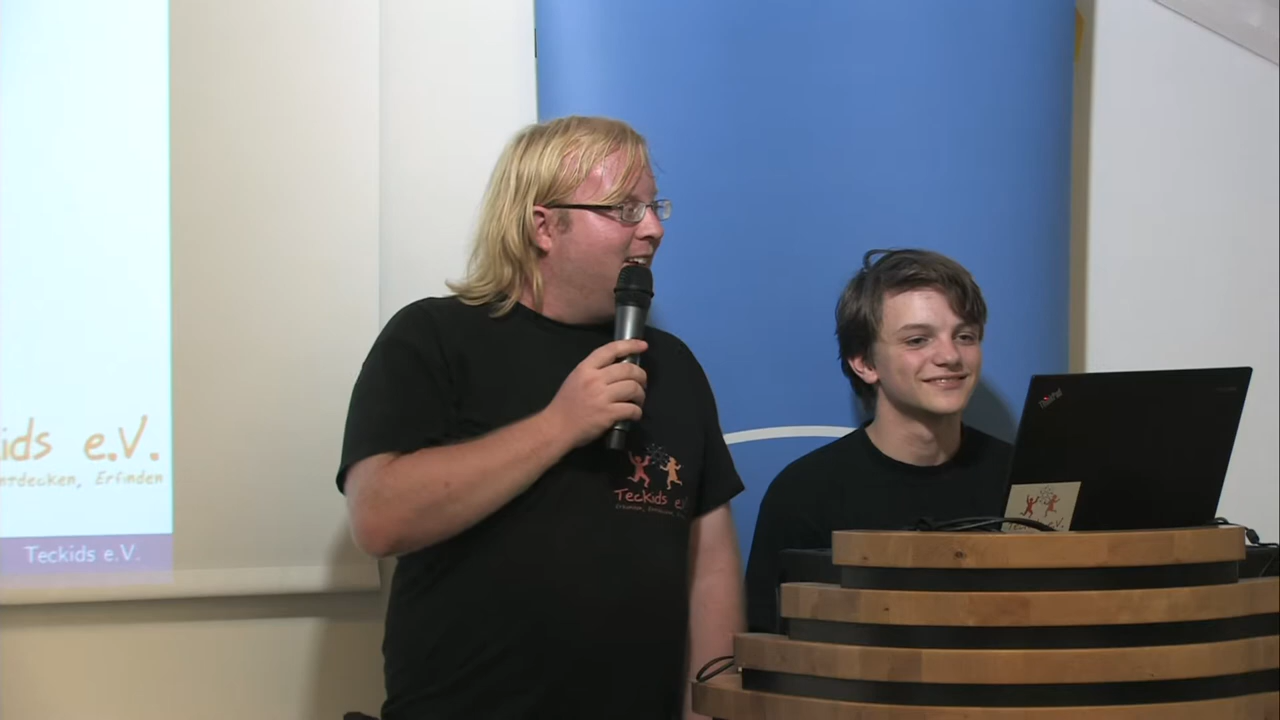 ids e.V.
ntdecken, Erfinden
Teckids e.V.
Teckids e.V.
ThinkPad
e.V.